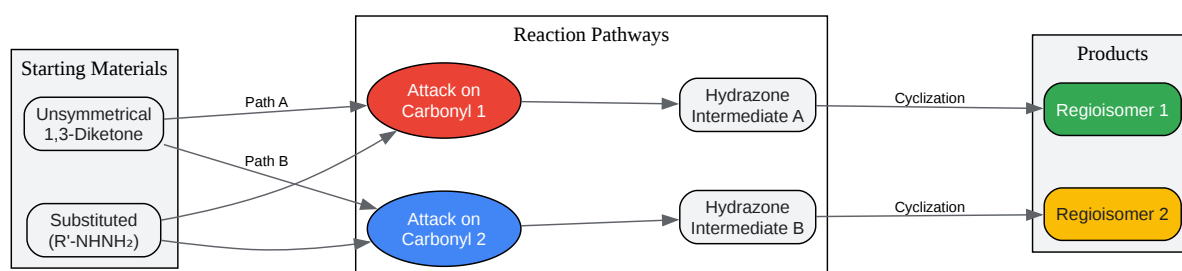 Starting Materials
Unsymmetrical
1,3-Diketone
Substituted
(R'-NHNH₂)
Path A
Path B
Reaction Pathways
Attack on
Carbonyl 1
Hydrazone
Intermediate A
Attack on
Carbonyl 2
Hydrazone
Intermediate B
Cyclization
Cyclization
Products
Regioisomer 1
Regioisomer 2